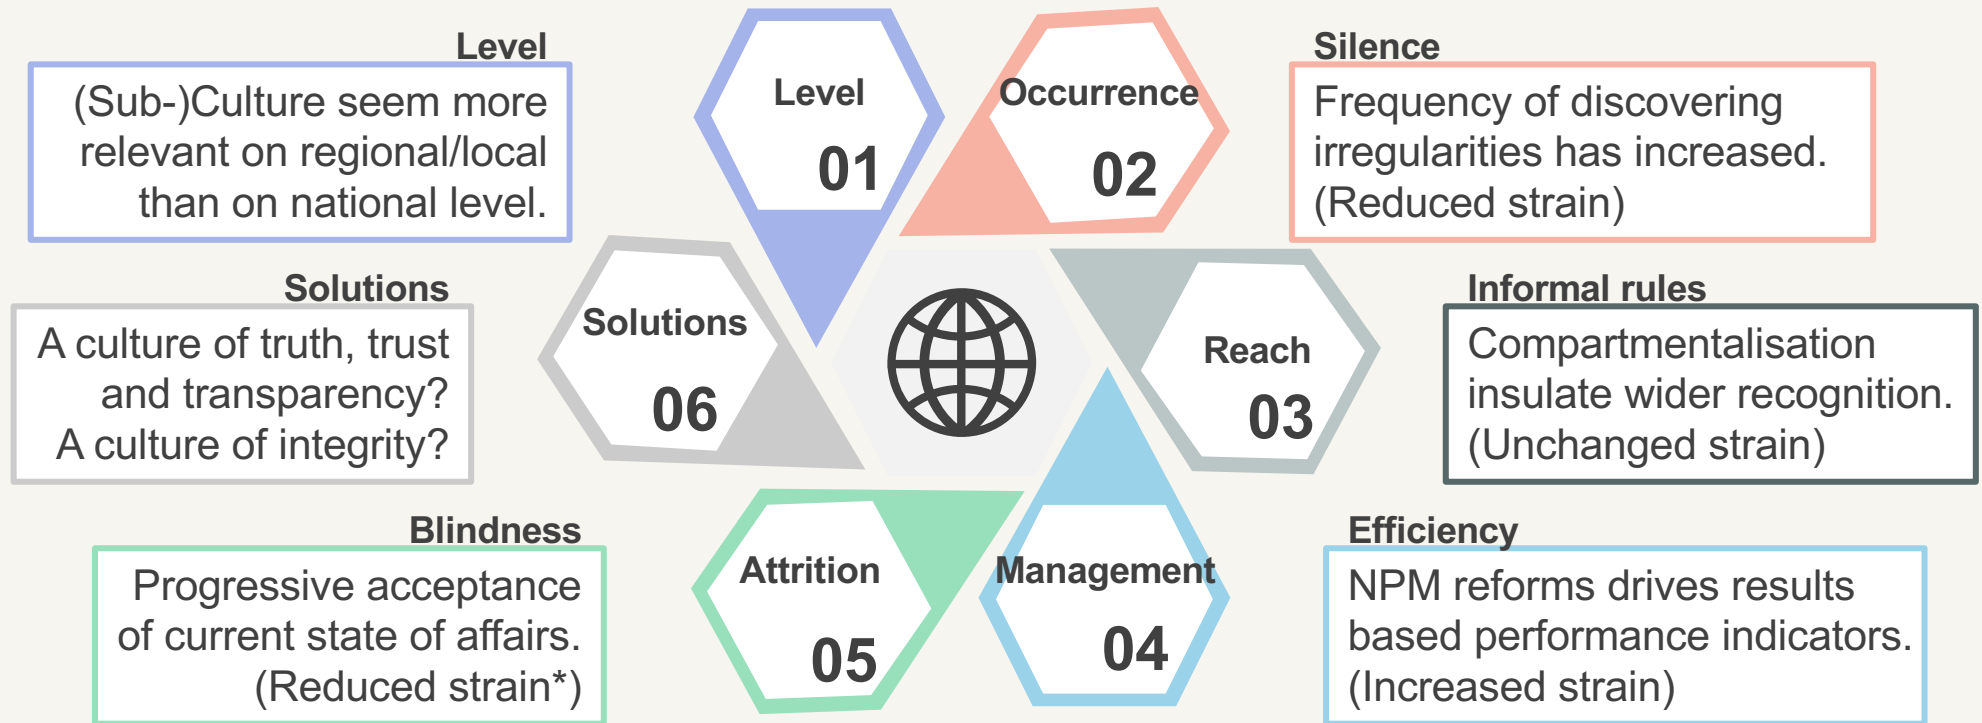 Level
(Sub-)Culture seem more
relevant on regional/local
than on national level.
Level
01
Occurrence
02
Silence
Frequency of discovering
irregularities has increased.
(Reduced strain)
Solutions
A culture of truth, trust
and transparency?
A culture of integrity?
Solutions
06
Reach
03
Informal rules
Compartmentalisation
insulate wider recognition.
(Unchanged strain)
Blindness
Progressive acceptance
of current state of affairs.
(Reduced strain*)
Attrition
05
Management
04
Efficiency
NPM reforms drives results
based performance indicators.
(Increased strain)